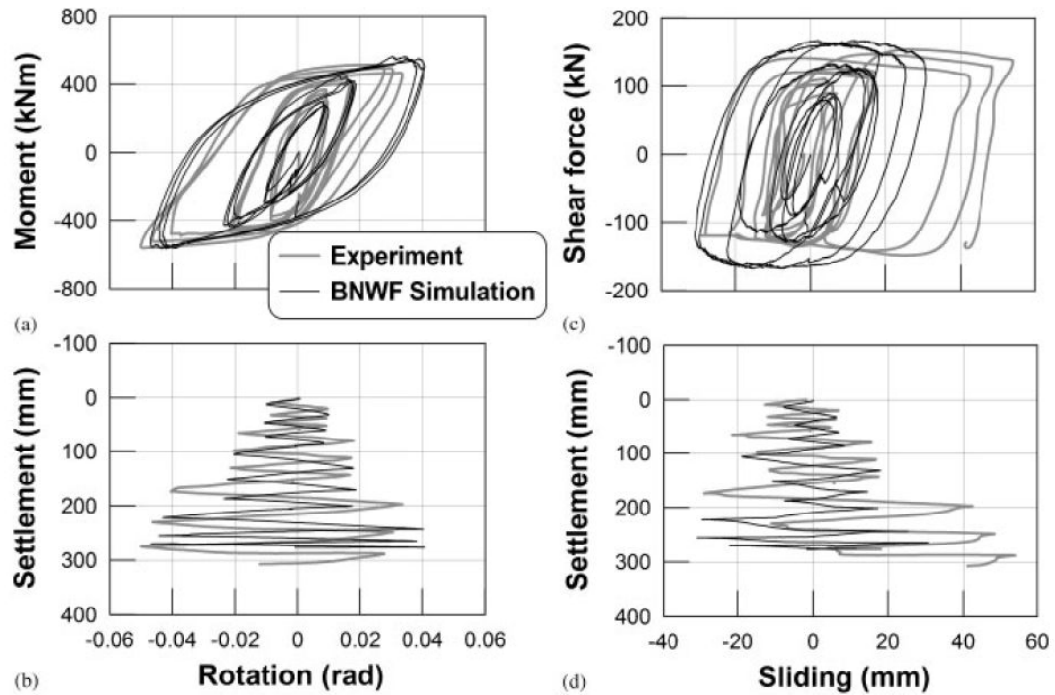 800
400
0
-400
-800
Moment (kNm)
(a)
Experiment
BNWF Simulation
200
100
0
-100
-200
Shear force (kN)
(c)
-100
0
100
200
300
400
Settlement (mm)
-0.06 -0.04 -0.02 0 0.02 0.04 0.06
(b) Rotation (rad)
-100
0
100
200
300
400
Settlement (mm)
-40 -20 0 20 40 60
(d) Sliding (mm)